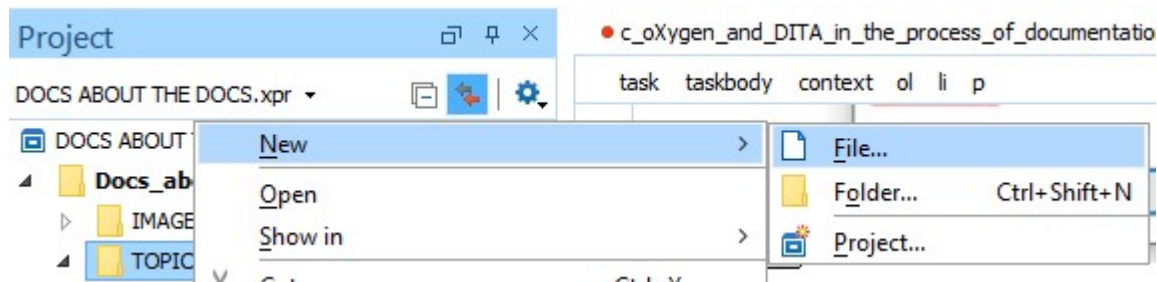 Project
c_oXygen_and_DITA_in_the_process_of_documentatio
DOCS ABOUT THE DOCS.xpr
task taskbody context ol li p
DOCS ABOUT
New
File...
Docs_ab
Open
Folder... Ctrl+Shift+N
IMAGE
Show in
Project...
TOPIC